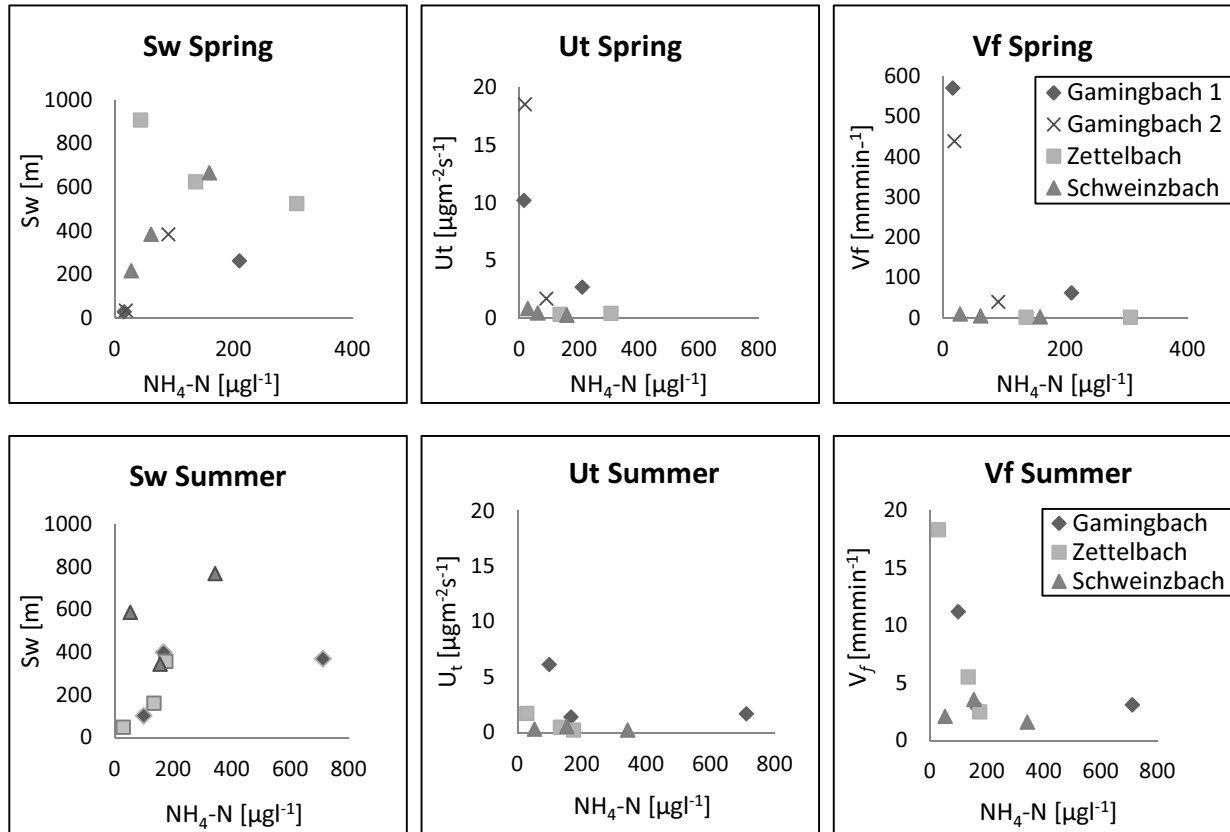 Sw Spring
Sw [m]
1000
800
600
400
200
0
0 200 400
NH₄-N [µgl⁻¹]
Ut Spring
Ut [µgm⁻²s⁻¹]
20
15
10
5
0
0 200 400 600 800
NH₄-N [µgl⁻¹]
Vf Spring
Vf [mmmin⁻¹]
600
500
400
300
200
100
0
0 200 400
NH₄-N [µgl⁻¹]
Gamingbach 1
Gamingbach 2
Zettelbach
Schweinzbach
Sw Summer
Sw [m]
1000
800
600
400
200
0
0 200 400 600 800
NH₄-N [µgl⁻¹]
Ut Summer
Uₜ [µgm⁻²s⁻¹]
20
15
10
5
0
0 200 400 600 800
NH₄-N [µgl⁻¹]
Vf Summer
V_f [mmmin⁻¹]
20
15
10
5
0
0 200 400 600 800
NH₄-N [µgl⁻¹]
Gamingbach
Zettelbach
Schweinzbach